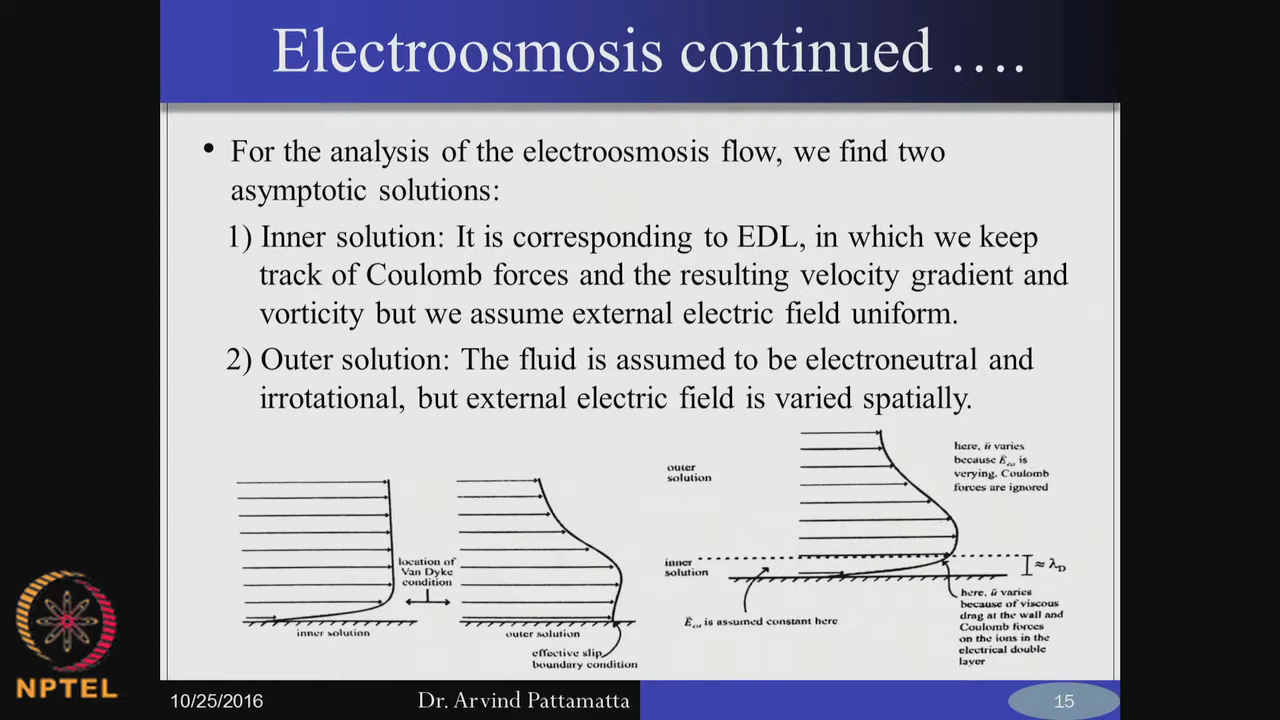 Electroosmosis continued ....
• For the analysis of the electroosmosis flow, we find two
asymptotic solutions:
1) Inner solution: It is corresponding to EDL, in which we keep
track of Coulomb forces and the resulting velocity gradient and
vorticity but we assume external electric field uniform.
2) Outer solution: The fluid is assumed to be electroneutral and
irrotational, but external electric field is varied spatially.
location of
Van Dyke
condition
inner solution
outer solution
effective slip
boundary condition
outer
solution
here, ū varies
because Ēext is
verying. Coulomb
forces are ignored
inner
solution
≈ λD
Ēext is assumed constant here
here, ū varies
because of viscous
drag at the wall and
Coulomb forces
on the ions in the
electrical double
layer
NPTEL
10/25/2016
Dr. Arvind Pattamatta
15